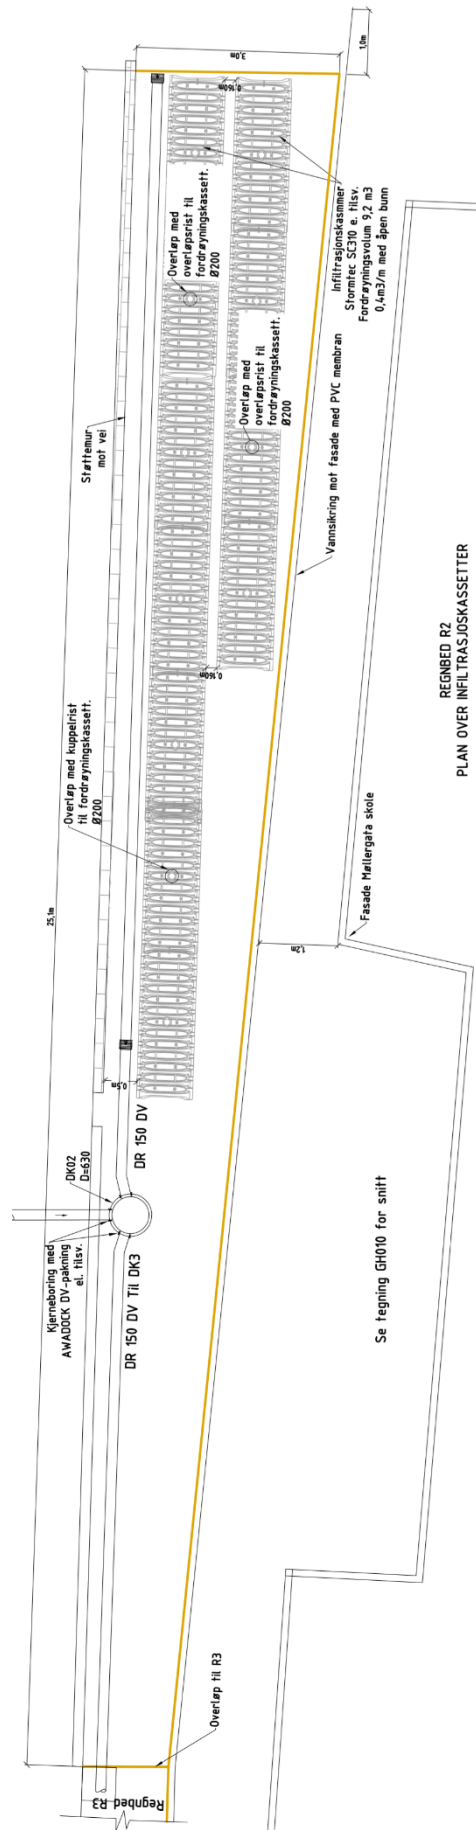 1,0m
3,0m
0,160m
Overløp med
overløpsrist til
fordrøyningskassett.
Ø200
Infiltrasjonskasmmer
Stormtec SC310 e. tilsv.
Fordrøyningsvolum 9,2 m3
0,4m3/m med åpen bunn
Støttemur
mot vei
Overløp med
overløpsrist til
fordrøyningskassett.
Ø200
Vannsikring mot fasade med PVC membran
0,160m
REGNBED R2
PLAN OVER INFILTRASJOSKASSETTER
Overløp med kuppelrist
til fordrøyningskassett.
Ø200
25,1m
Fasade Møllergata skole
1,2m
0,5m
DR 150 DV
DK02
D=630
Kjerneboring med
AWADOCK DV-pakning
el. tilsv.
DR 150 DV Til DK3
Se tegning GH010 for snitt
Overløp til R3
Regnbed R3